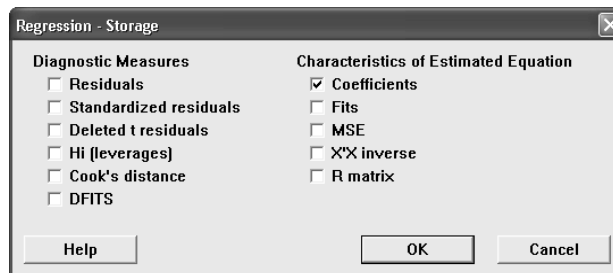 Regression - Storage
Diagnostic Measures
Residuals
Standardized residuals
Deleted t residuals
Hi (leverages)
Cook's distance
DFITS
Characteristics of Estimated Equation
Coefficients
Fits
MSE
X'X inverse
R matrix
Help
OK
Cancel